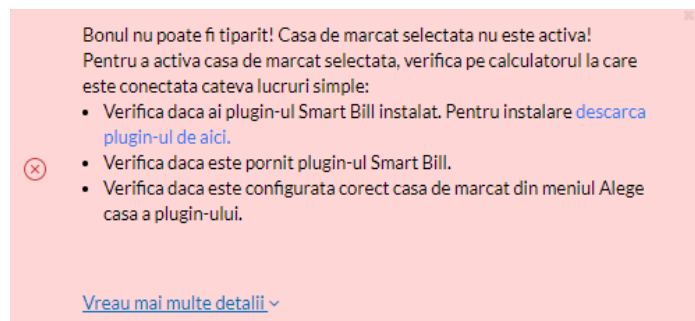 Bonul nu poate fi tiparit! Casa de marcat selectata nu este activa!
Pentru a activa casa de marcat selectata, verifica pe calculatorul la care
este conectata cateva lucruri simple:
• Verifica daca ai plugin-ul Smart Bill instalat. Pentru instalare descarca
plugin-ul de aici.
• Verifica daca este pornit plugin-ul Smart Bill.
• Verifica daca este configurata corect casa de marcat din meniul Alege
casa a plugin-ului.
Vreau mai multe detalii